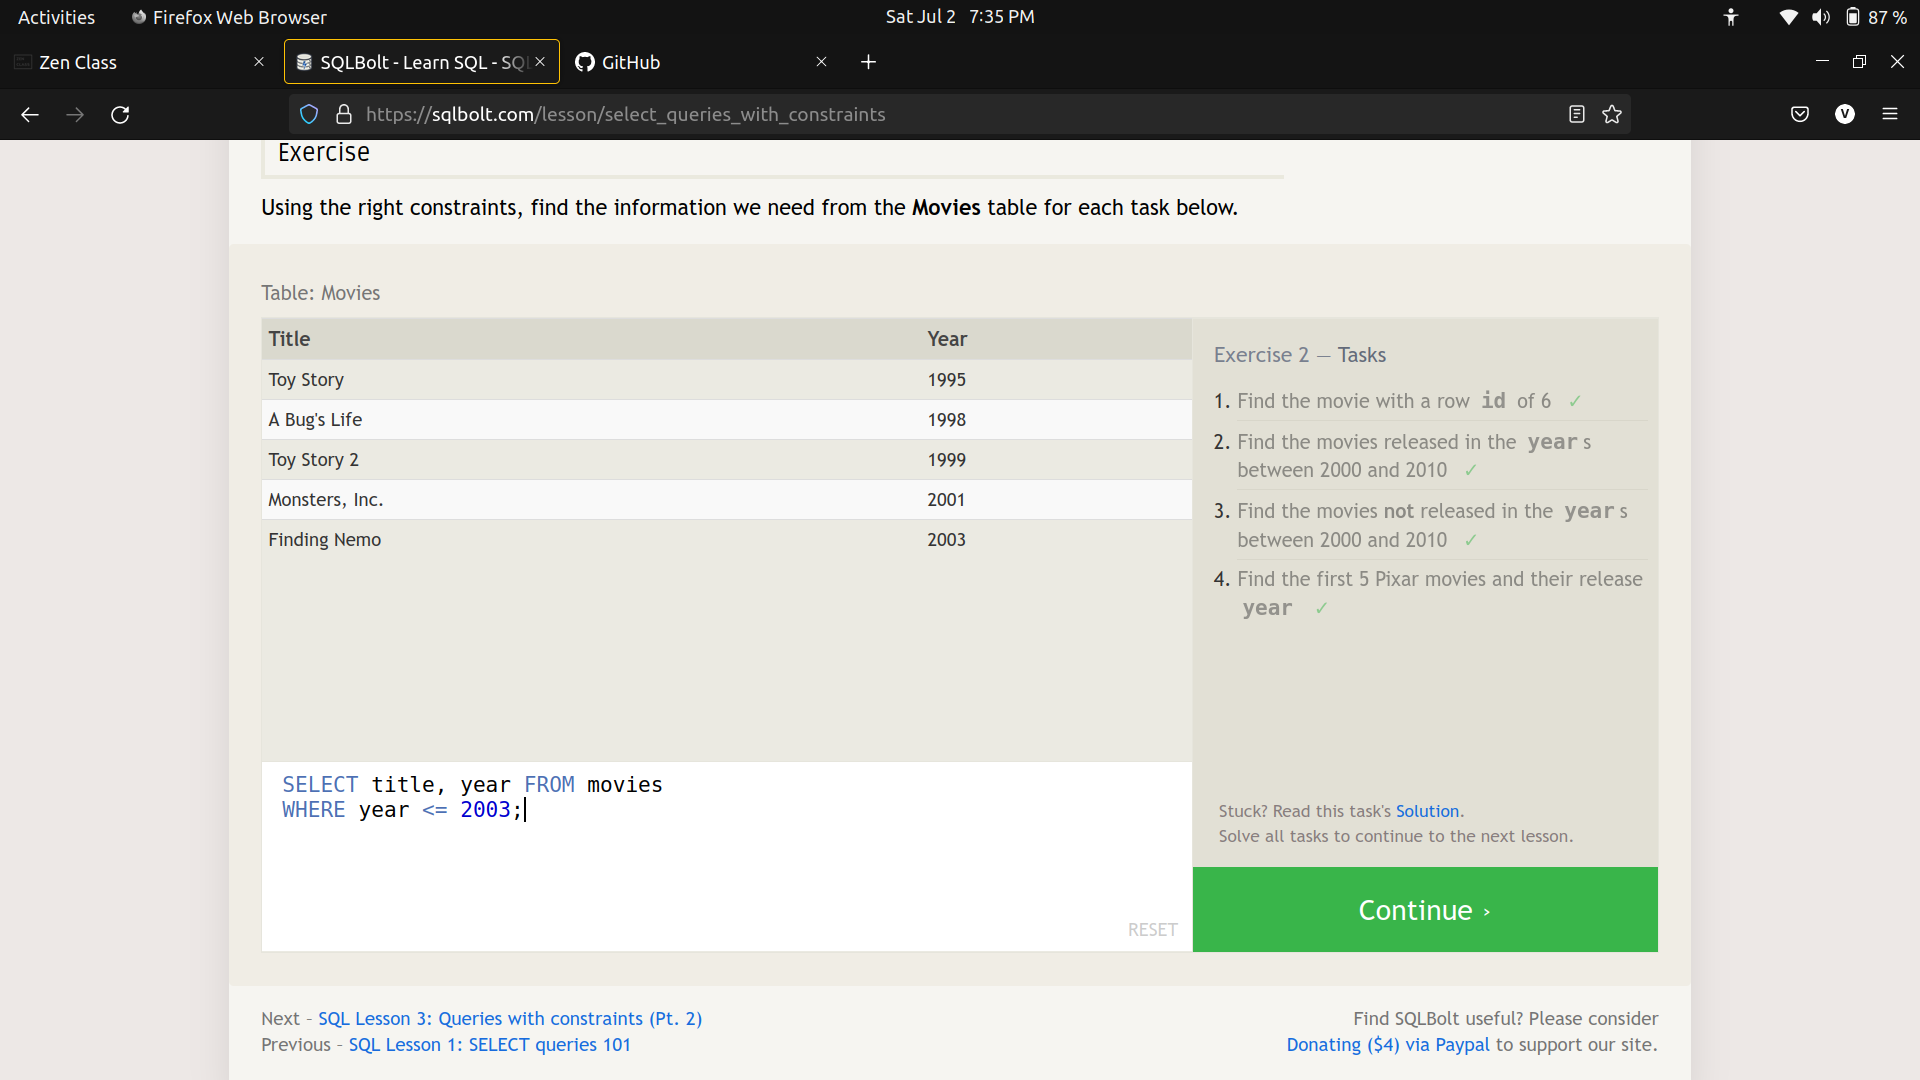 Activities Firefox Web Browser Sat Jul 2 7:35 PM 87 %
Zen Class SQLBolt - Learn SQL - SQL GitHub
https://sqlbolt.com/lesson/select_queries_with_constraints V
Exercise
Using the right constraints, find the information we need from the Movies table for each task below.
Table: Movies
Title Year
Toy Story 1995
A Bug's Life 1998
Toy Story 2 1999
Monsters, Inc. 2001
Finding Nemo 2003
SELECT title, year FROM movies
WHERE year <= 2003;
RESET
Exercise 2 — Tasks
1. Find the movie with a row id of 6 ✓
2. Find the movies released in the years
between 2000 and 2010 ✓
3. Find the movies not released in the years
between 2000 and 2010 ✓
4. Find the first 5 Pixar movies and their release
year ✓
Stuck? Read this task's Solution.
Solve all tasks to continue to the next lesson.
Continue ›
Next – SQL Lesson 3: Queries with constraints (Pt. 2)
Previous – SQL Lesson 1: SELECT queries 101
Find SQLBolt useful? Please consider
Donating ($4) via Paypal to support our site.